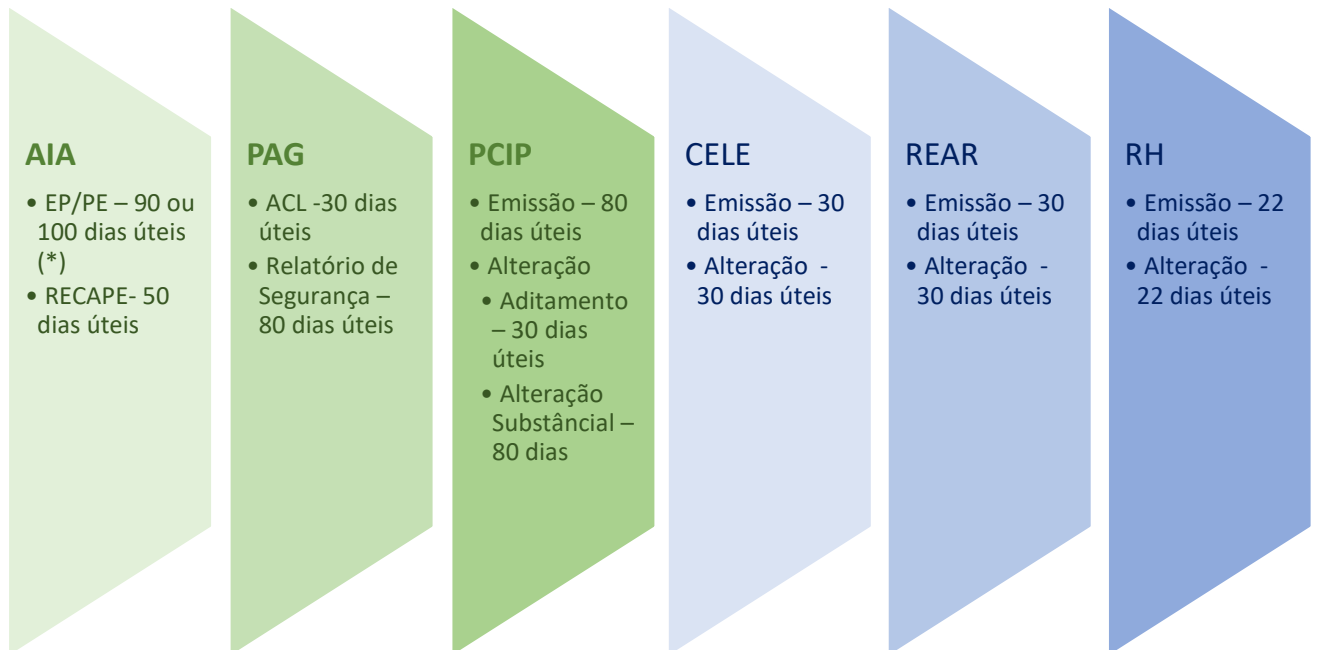 AIA
• EP/PE – 90 ou
100 dias úteis
(*)
• RECAPE- 50
dias úteis
PAG
• ACL -30 dias
úteis
• Relatório de
Segurança –
80 dias úteis
PCIP
• Emissão – 80
dias úteis
• Alteração
• Aditamento
– 30 dias
úteis
• Alteração
Substâncial –
80 dias
CELE
• Emissão – 30
dias úteis
• Alteração -
30 dias úteis
REAR
• Emissão – 30
dias úteis
• Alteração -
30 dias úteis
RH
• Emissão – 22
dias úteis
• Alteração -
22 dias úteis